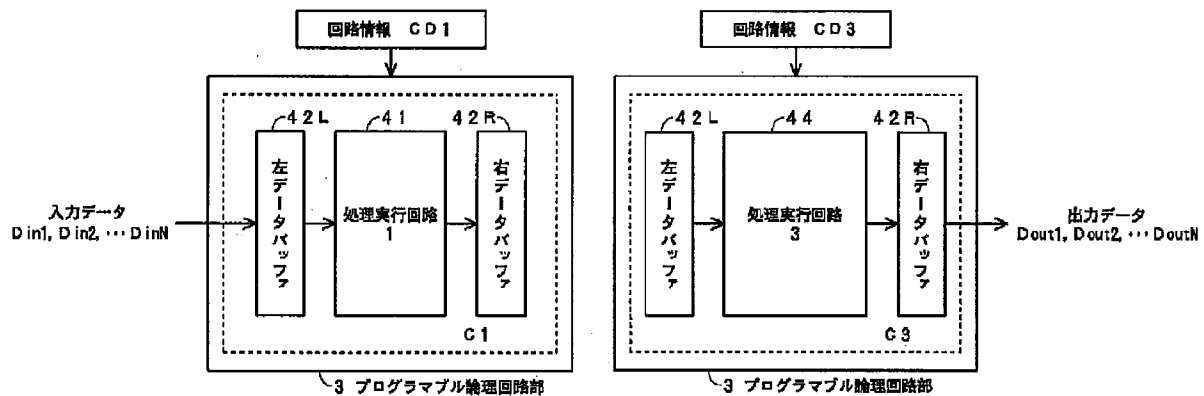 回路情報 CD1
回路情報 CD3
42L
41
42R
42L
44
42R
左データバッファ
処理実行回路
1
右データバッファ
左データバッファ
処理実行回路
3
右データバッファ
入力データ
Din1, Din2, ･･･DinN
出力データ
Dout1, Dout2, ･･･DoutN
C1
C3
3 プログラマブル論理回路部
3 プログラマブル論理回路部